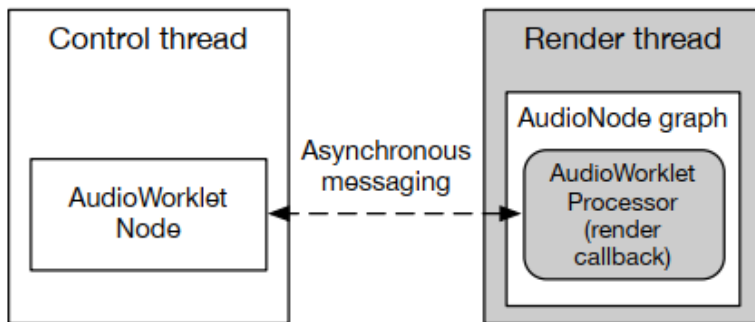 Control thread
AudioWorklet
Node
Asynchronous
messaging
Render thread
AudioNode graph
AudioWorklet
Processor
(render
callback)